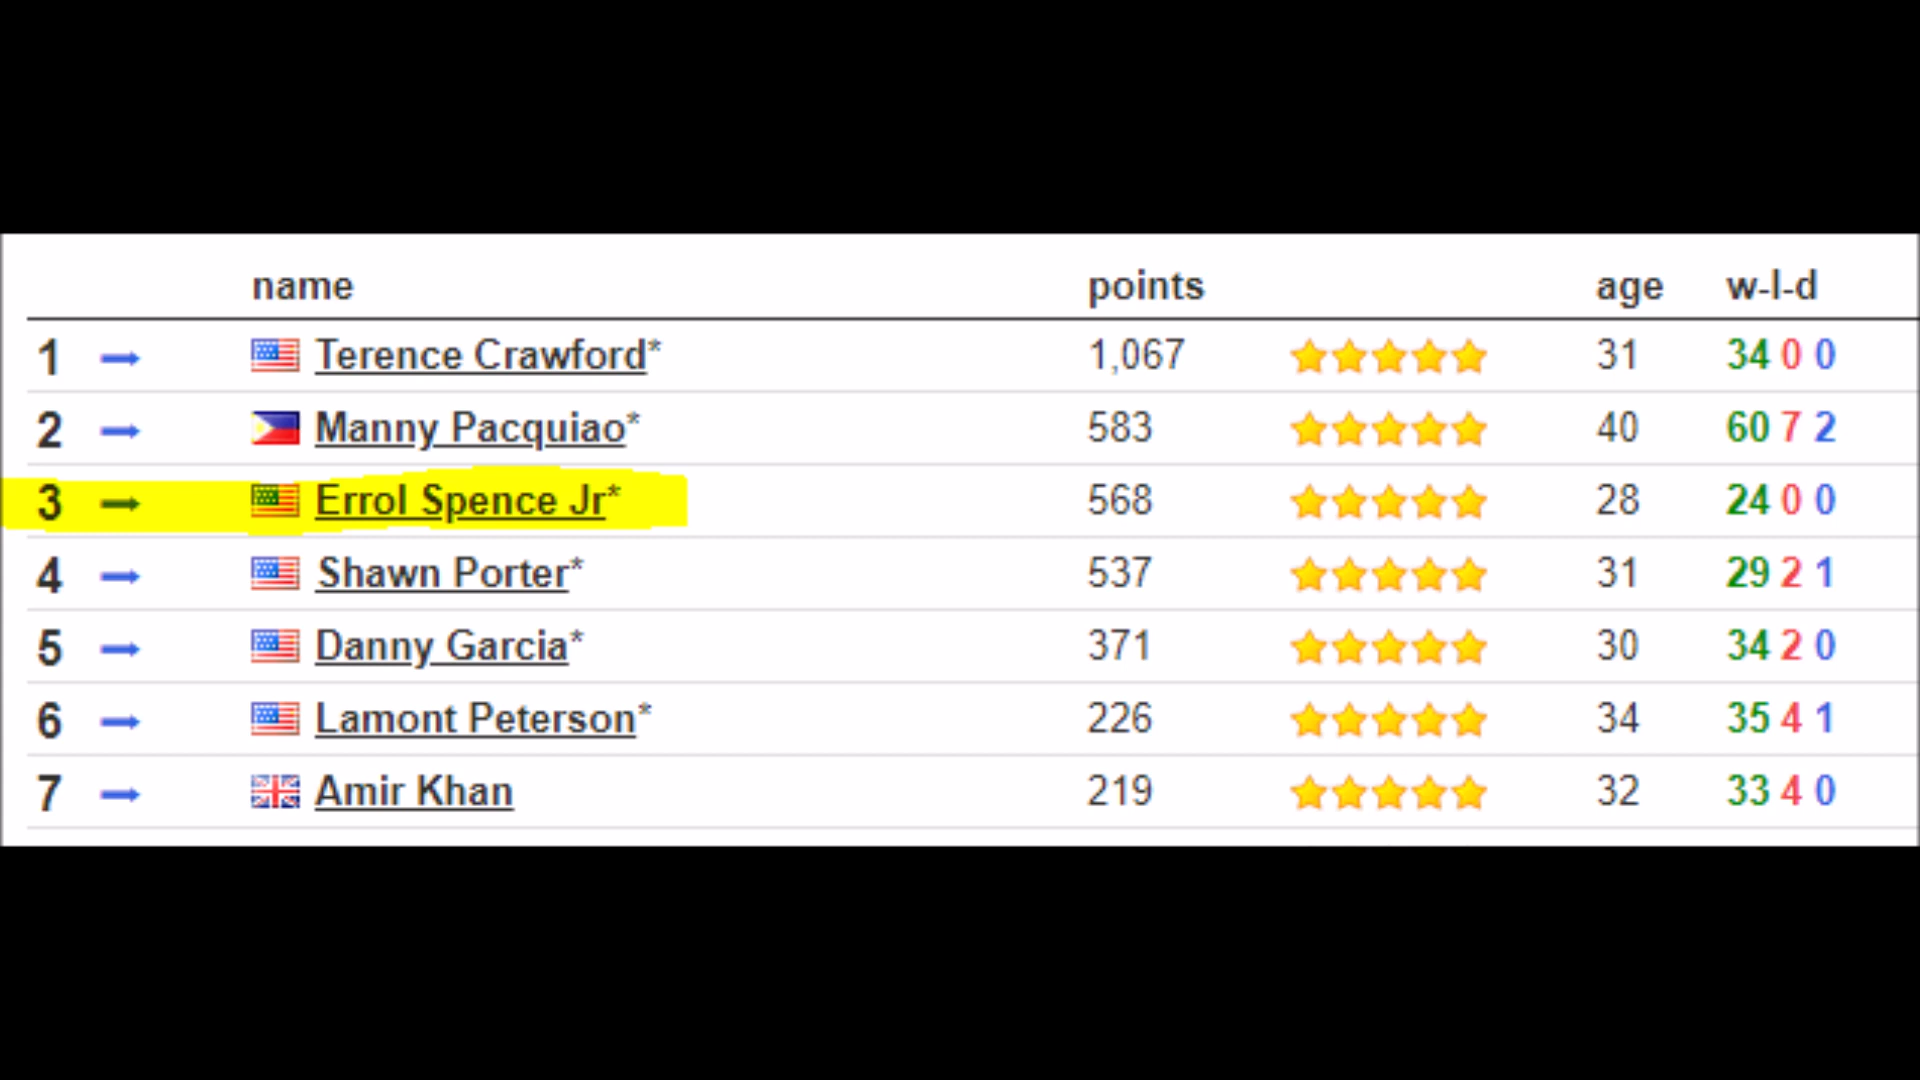 name points age w-l-d
1 Terence Crawford* 1,067 31 34 0 0
2 Manny Pacquiao* 583 40 60 7 2
3 Errol Spence Jr* 568 28 24 0 0
4 Shawn Porter* 537 31 29 2 1
5 Danny Garcia* 371 30 34 2 0
6 Lamont Peterson* 226 34 35 4 1
7 Amir Khan 219 32 33 4 0